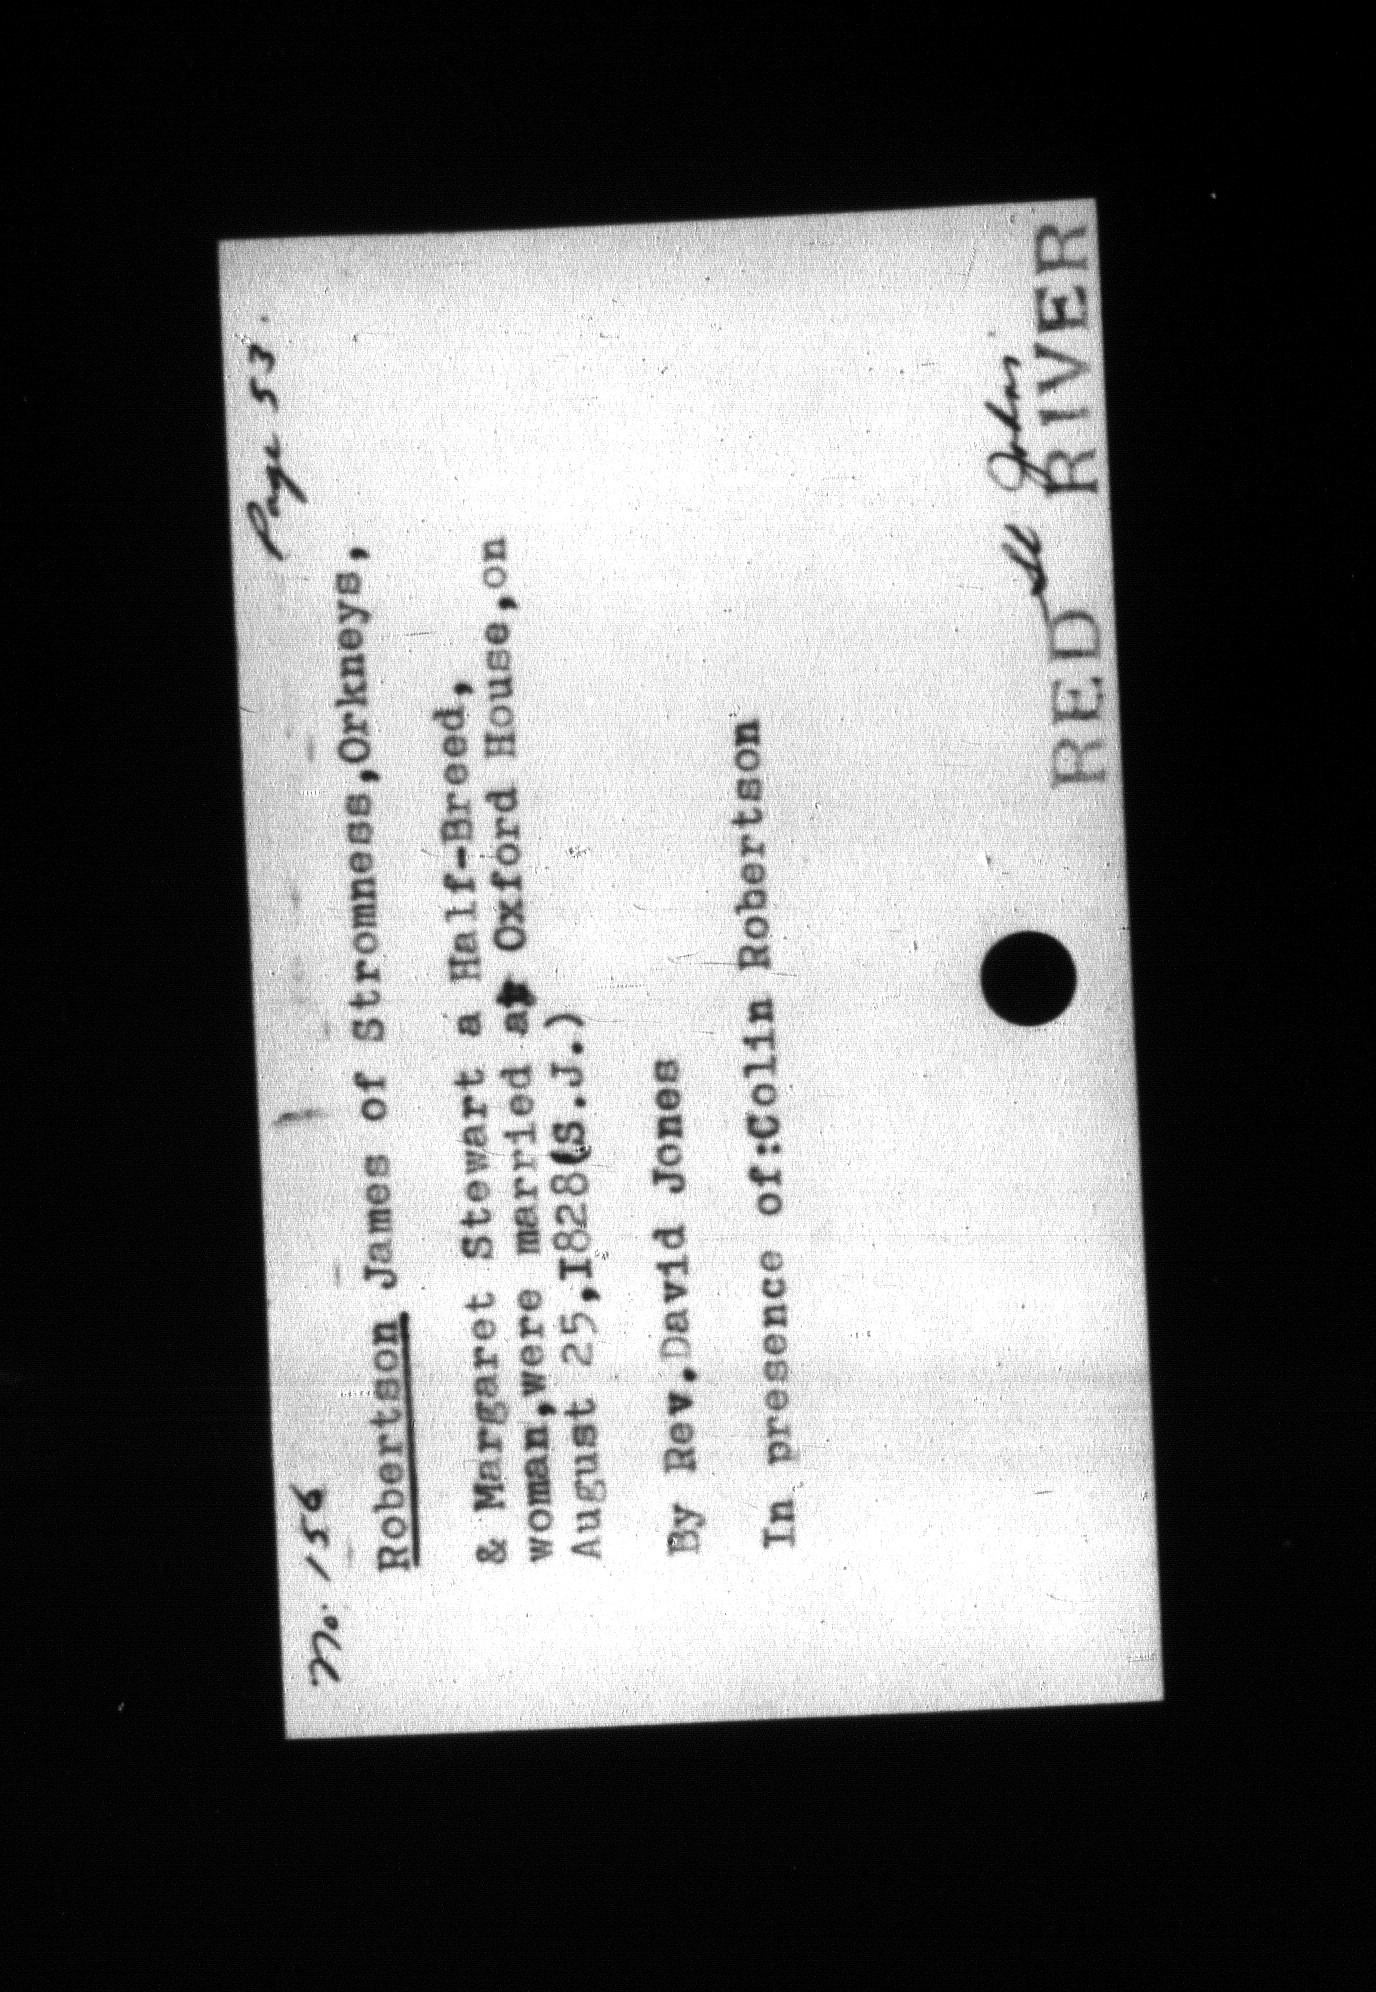 No. 156 Page 53.
Robertson James of Stromness,Orkneys,
& Margaret Stewart a Half-Breed,
woman,were married at Oxford House,on
August 25,I828(S.J.)
By Rev.David Jones
In presence of:Colin Robertson
St Johns
RED RIVER